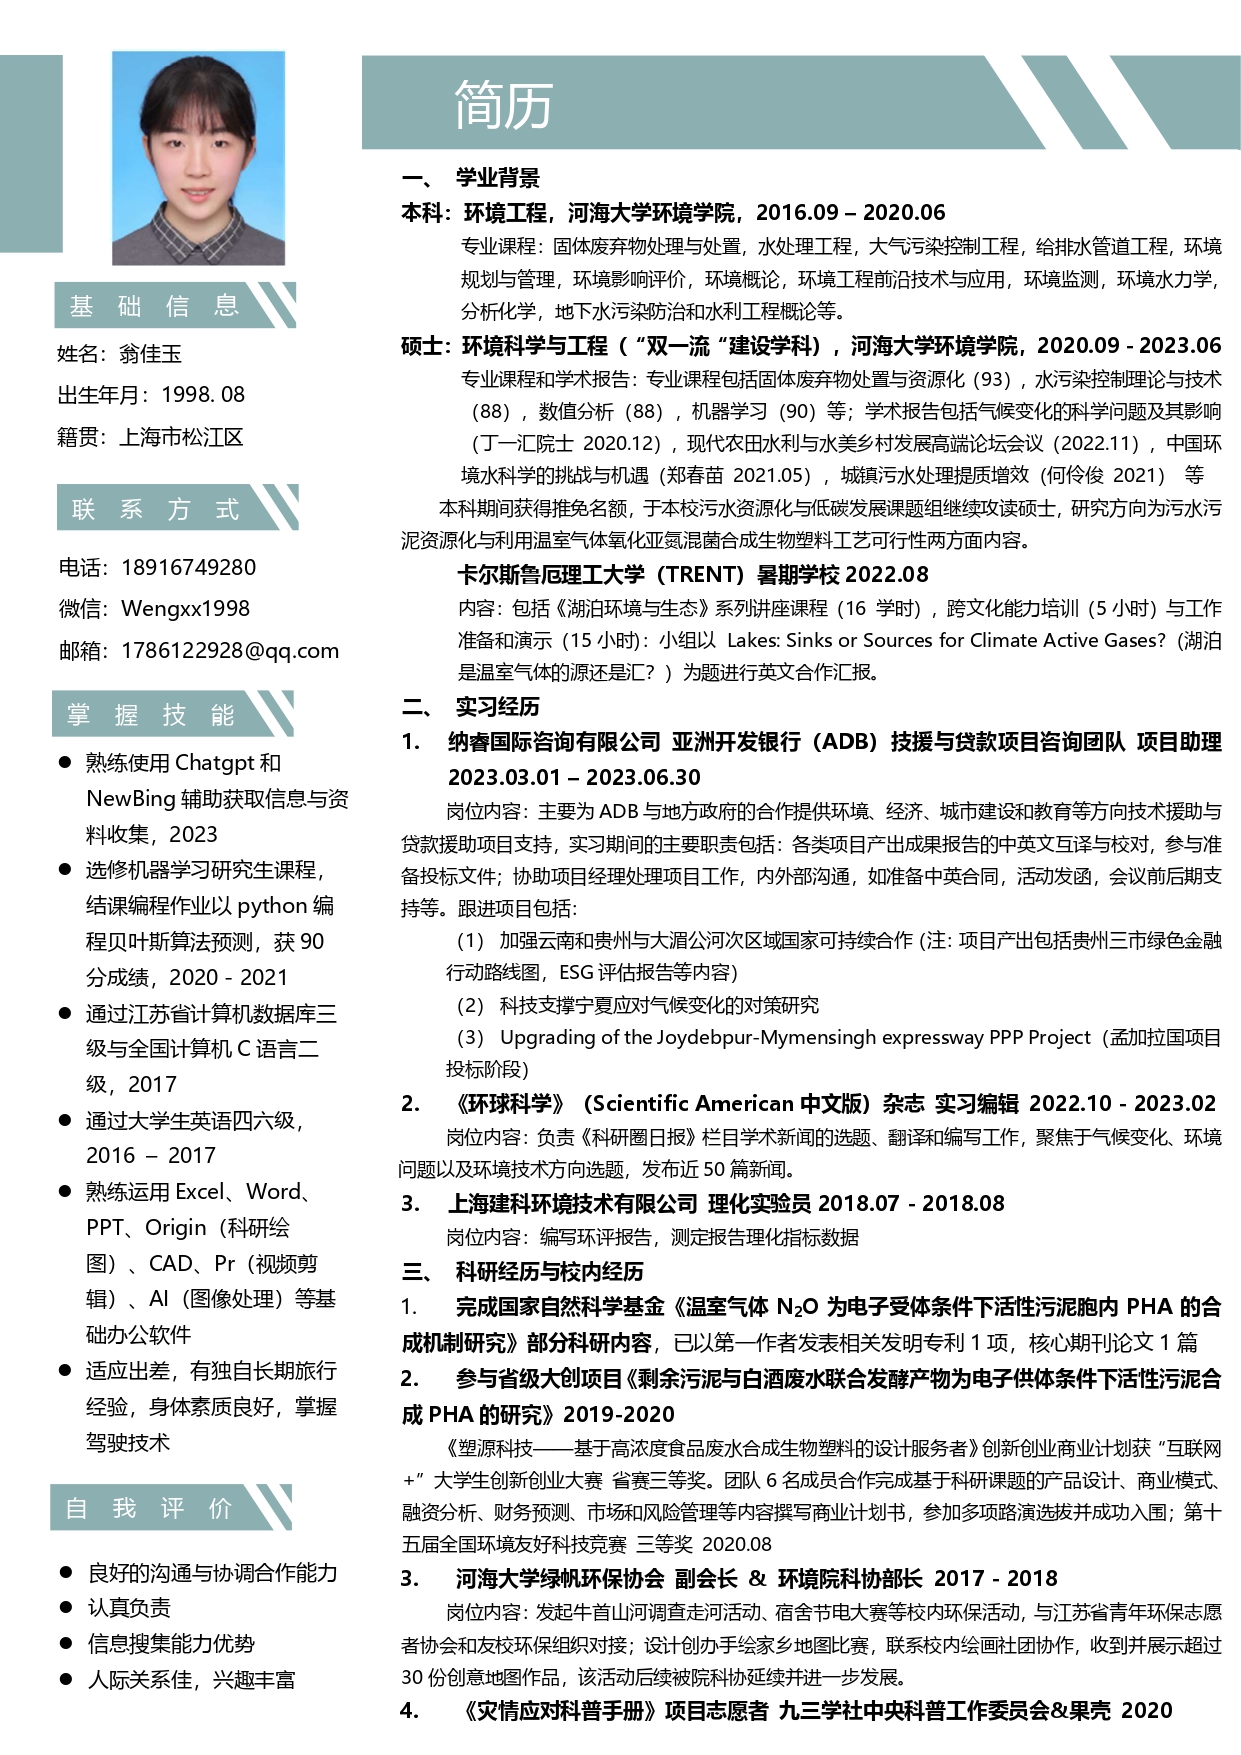 简历
基础信息
姓名：翁佳玉
出生年月：1998. 08
籍贯：上海市松江区
联系方式
电话：18916749280
微信：Wengxx1998
邮箱：1786122928@qq.com
掌握技能
● 熟练使用 Chatgpt 和
NewBing 辅助获取信息与资
料收集，2023
● 选修机器学习研究生课程，
结课编程作业以 python 编
程贝叶斯算法预测，获 90
分成绩，2020 - 2021
● 通过江苏省计算机数据库三
级与全国计算机 C 语言二
级，2017
● 通过大学生英语四六级，
2016 – 2017
● 熟练运用 Excel、Word、
PPT、Origin（科研绘
图）、CAD、Pr（视频剪
辑）、AI（图像处理）等基
础办公软件
● 适应出差，有独自长期旅行
经验，身体素质良好，掌握
驾驶技术
自我评价
● 良好的沟通与协调合作能力
● 认真负责
● 信息搜集能力优势
● 人际关系佳，兴趣丰富
一、 学业背景
本科：环境工程，河海大学环境学院，2016.09 – 2020.06
专业课程：固体废弃物处理与处置，水处理工程，大气污染控制工程，给排水管道工程，环境
规划与管理，环境影响评价，环境概论，环境工程前沿技术与应用，环境监测，环境水力学，
分析化学，地下水污染防治和水利工程概论等。
硕士：环境科学与工程（ “双一流 “建设学科），河海大学环境学院，2020.09 - 2023.06
专业课程和学术报告：专业课程包括固体废弃物处置与资源化（93），水污染控制理论与技术
（88），数值分析（88），机器学习（90）等；学术报告包括气候变化的科学问题及其影响
（丁一汇院士 2020.12），现代农田水利与水美乡村发展高端论坛会议（2022.11），中国环
境水科学的挑战与机遇（郑春苗 2021.05），城镇污水处理提质增效（何伶俊 2021） 等
本科期间获得推免名额，于本校污水资源化与低碳发展课题组继续攻读硕士，研究方向为污水污
泥资源化与利用温室气体氧化亚氮混菌合成生物塑料工艺可行性两方面内容。
卡尔斯鲁厄理工大学（TRENT）暑期学校 2022.08
内容：包括《湖泊环境与生态》系列讲座课程（16 学时），跨文化能力培训（5 小时）与工作
准备和演示（15 小时)：小组以 Lakes: Sinks or Sources for Climate Active Gases?（湖泊
是温室气体的源还是汇？）为题进行英文合作汇报。
二、 实习经历
1. 纳睿国际咨询有限公司 亚洲开发银行（ADB）技援与贷款项目咨询团队 项目助理
2023.03.01 – 2023.06.30
岗位内容：主要为 ADB 与地方政府的合作提供环境、经济、城市建设和教育等方向技术援助与
贷款援助项目支持，实习期间的主要职责包括：各类项目产出成果报告的中英文互译与校对，参与准
备投标文件；协助项目经理处理项目工作，内外部沟通，如准备中英合同，活动发函，会议前后期支
持等。跟进项目包括：
（1） 加强云南和贵州与大湄公河次区域国家可持续合作（注：项目产出包括贵州三市绿色金融
行动路线图，ESG 评估报告等内容）
（2） 科技支撑宁夏应对气候变化的对策研究
（3） Upgrading of the Joydebpur-Mymensingh expressway PPP Project（孟加拉国项目
投标阶段）
2. 《环球科学》（Scientific American 中文版）杂志 实习编辑 2022.10 - 2023.02
岗位内容：负责《科研圈日报》栏目学术新闻的选题、翻译和编写工作，聚焦于气候变化、环境
问题以及环境技术方向选题，发布近 50 篇新闻。
3. 上海建科环境技术有限公司 理化实验员 2018.07 - 2018.08
岗位内容：编写环评报告，测定报告理化指标数据
三、 科研经历与校内经历
1. 完成国家自然科学基金《温室气体 N₂O 为电子受体条件下活性污泥胞内 PHA 的合
成机制研究》部分科研内容，已以第一作者发表相关发明专利 1 项，核心期刊论文 1 篇
2. 参与省级大创项目《剩余污泥与白酒废水联合发酵产物为电子供体条件下活性污泥合
成 PHA 的研究》2019-2020
《塑源科技——基于高浓度食品废水合成生物塑料的设计服务者》创新创业商业计划获“互联网
+”大学生创新创业大赛 省赛三等奖。团队 6 名成员合作完成基于科研课题的产品设计、商业模式、
融资分析、财务预测、市场和风险管理等内容撰写商业计划书，参加多项路演选拔并成功入围；第十
五届全国环境友好科技竞赛 三等奖 2020.08
3. 河海大学绿帆环保协会 副会长 & 环境院科协部长 2017 - 2018
岗位内容：发起牛首山河调查走河活动、宿舍节电大赛等校内环保活动，与江苏省青年环保志愿
者协会和友校环保组织对接；设计创办手绘家乡地图比赛，联系校内绘画社团协作，收到并展示超过
30 份创意地图作品，该活动后续被院科协延续并进一步发展。
4. 《灾情应对科普手册》项目志愿者 九三学社中央科普工作委员会&果壳 2020